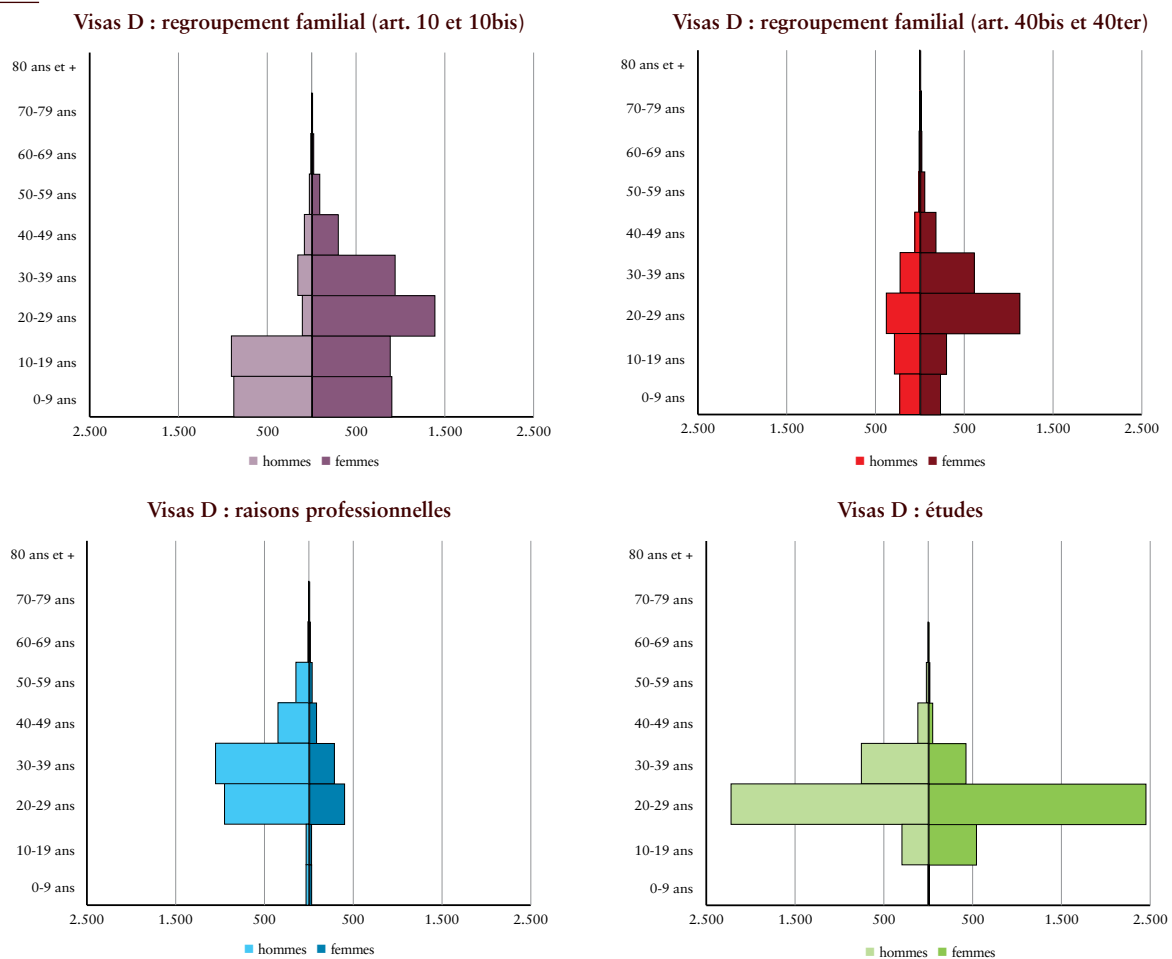 Visas D : regroupement familial (art. 10 et 10bis)
80 ans et +
70-79 ans
60-69 ans
50-59 ans
40-49 ans
30-39 ans
20-29 ans
10-19 ans
0-9 ans
2.500 1.500 500 500 1.500 2.500
hommes femmes
Visas D : regroupement familial (art. 40bis et 40ter)
80 ans et +
70-79 ans
60-69 ans
50-59 ans
40-49 ans
30-39 ans
20-29 ans
10-19 ans
0-9 ans
2.500 1.500 500 500 1.500 2.500
hommes femmes
Visas D : raisons professionnelles
80 ans et +
70-79 ans
60-69 ans
50-59 ans
40-49 ans
30-39 ans
20-29 ans
10-19 ans
0-9 ans
2.500 1.500 500 500 1.500 2.500
hommes femmes
Visas D : études
80 ans et +
70-79 ans
60-69 ans
50-59 ans
40-49 ans
30-39 ans
20-29 ans
10-19 ans
0-9 ans
2.500 1.500 500 500 1.500 2.500
hommes femmes